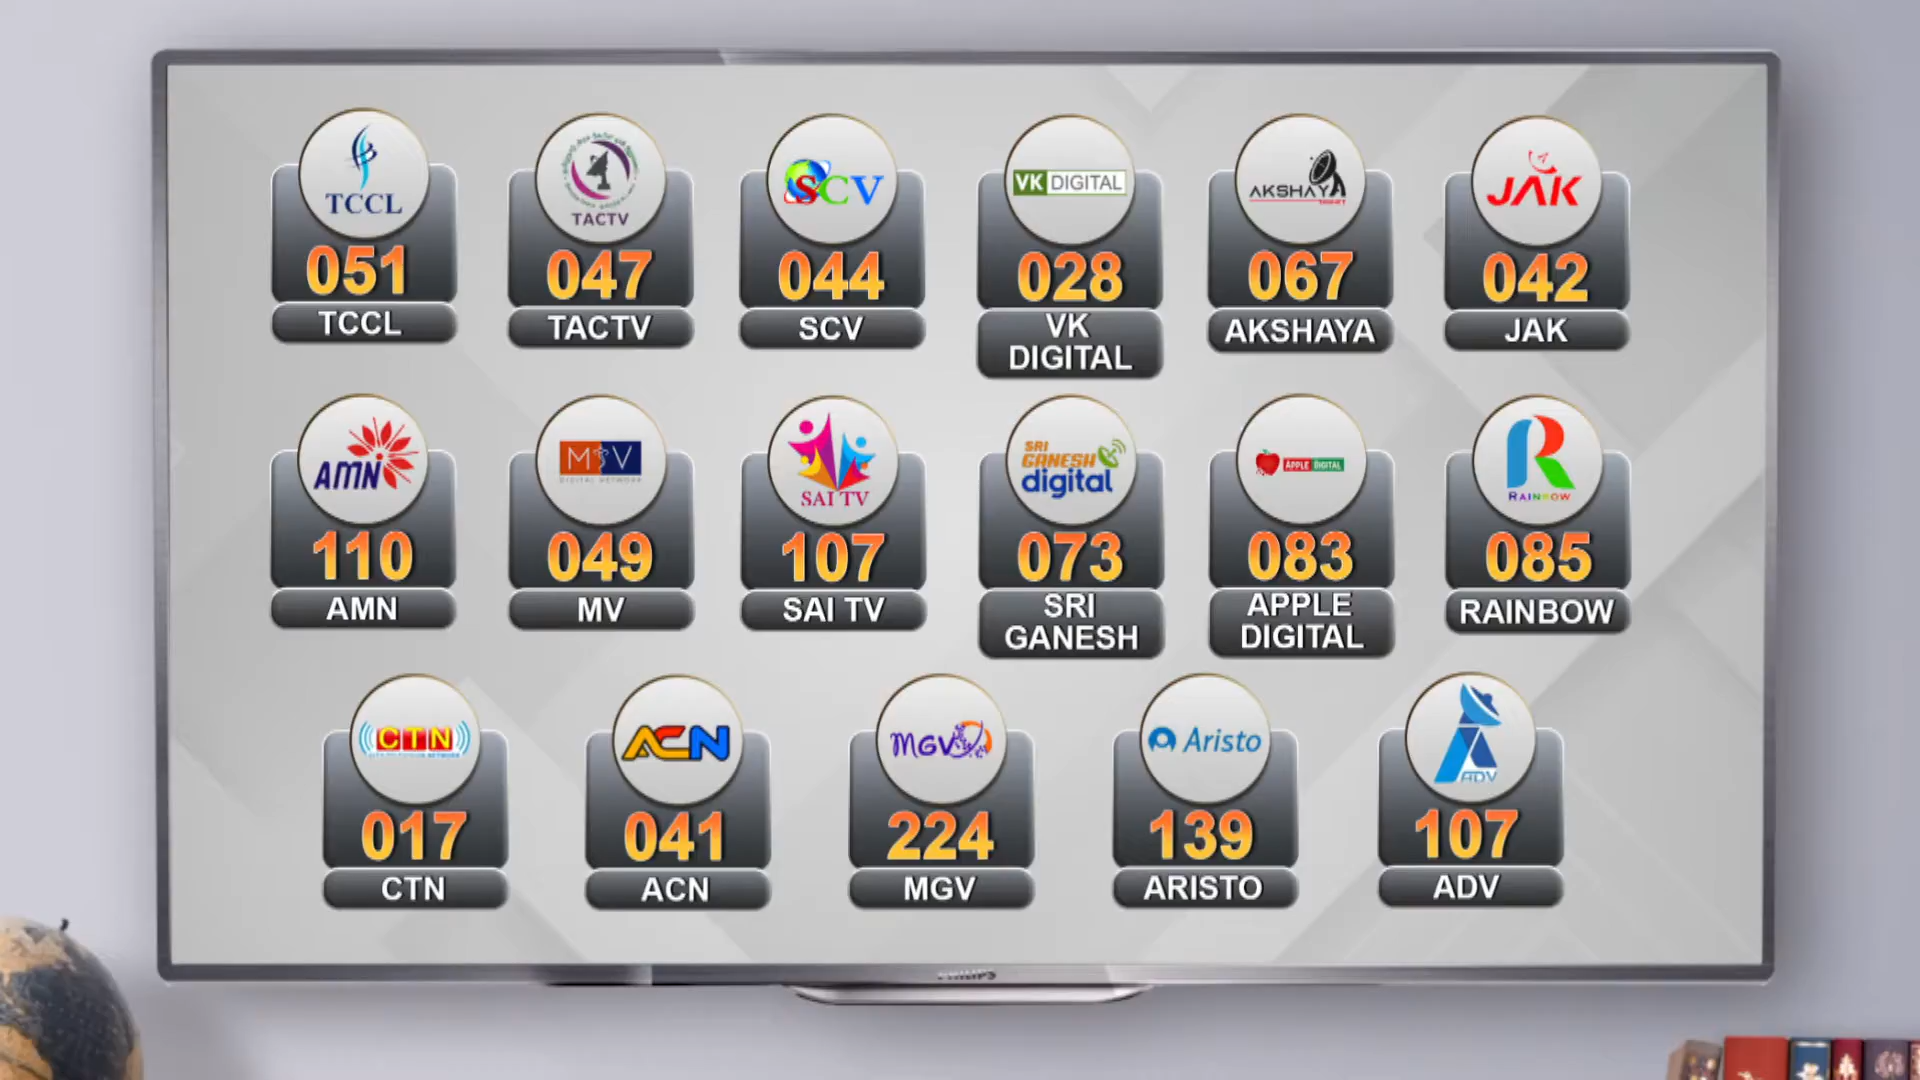 TCCL
051
TCCL
TACTV
047
TACTV
SCV
044
SCV
VK DIGITAL
028
VK
DIGITAL
AKSHAYA
067
AKSHAYA
JAK
042
JAK
AMN
110
AMN
MV
DIGITAL NETWORK
049
MV
SAI TV
107
SAI TV
SRI
GANESH
digital
073
SRI
GANESH
APPLE DIGITAL
083
APPLE
DIGITAL
RAINBOW
085
RAINBOW
CTN
017
CTN
ACN
041
ACN
MGV
224
MGV
Aristo
139
ARISTO
ADV
107
ADV
PHILIPS